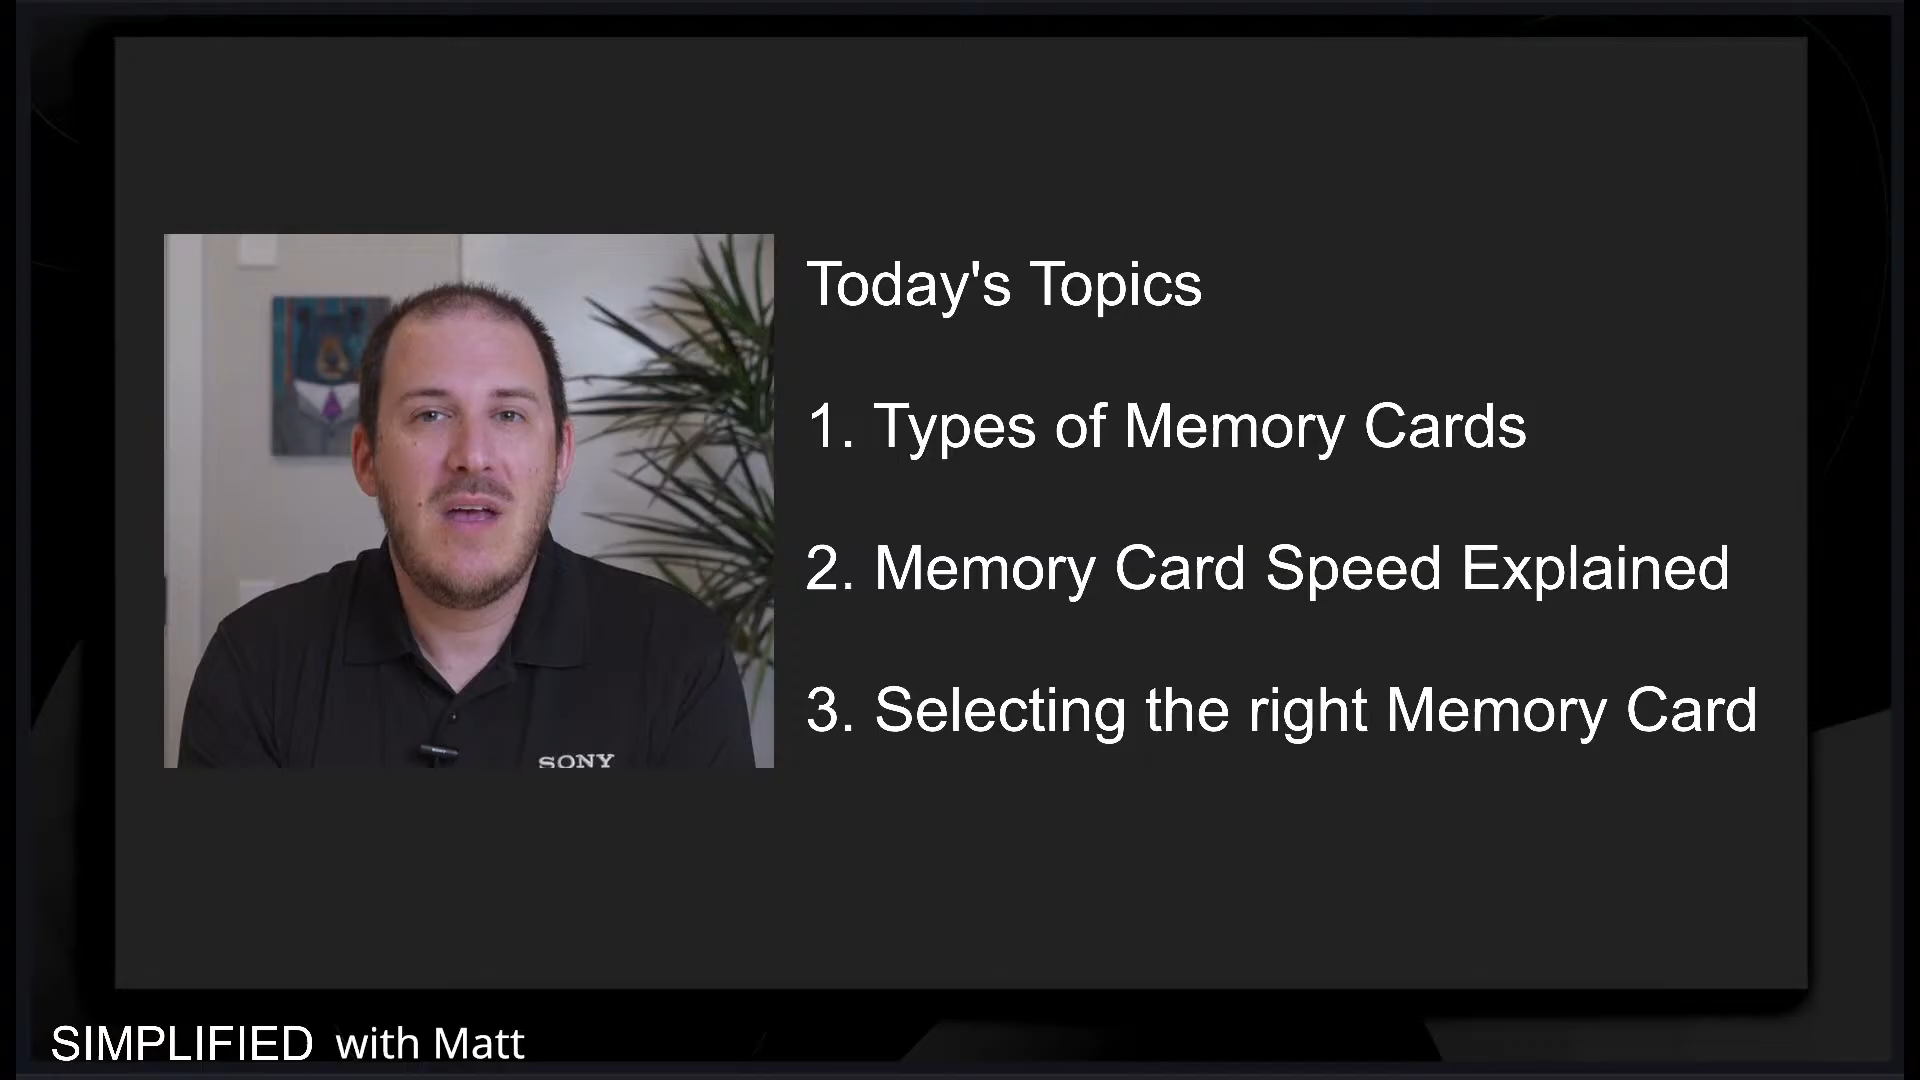 Today's Topics
1. Types of Memory Cards
2. Memory Card Speed Explained
3. Selecting the right Memory Card
SONY
SIMPLIFIED with Matt